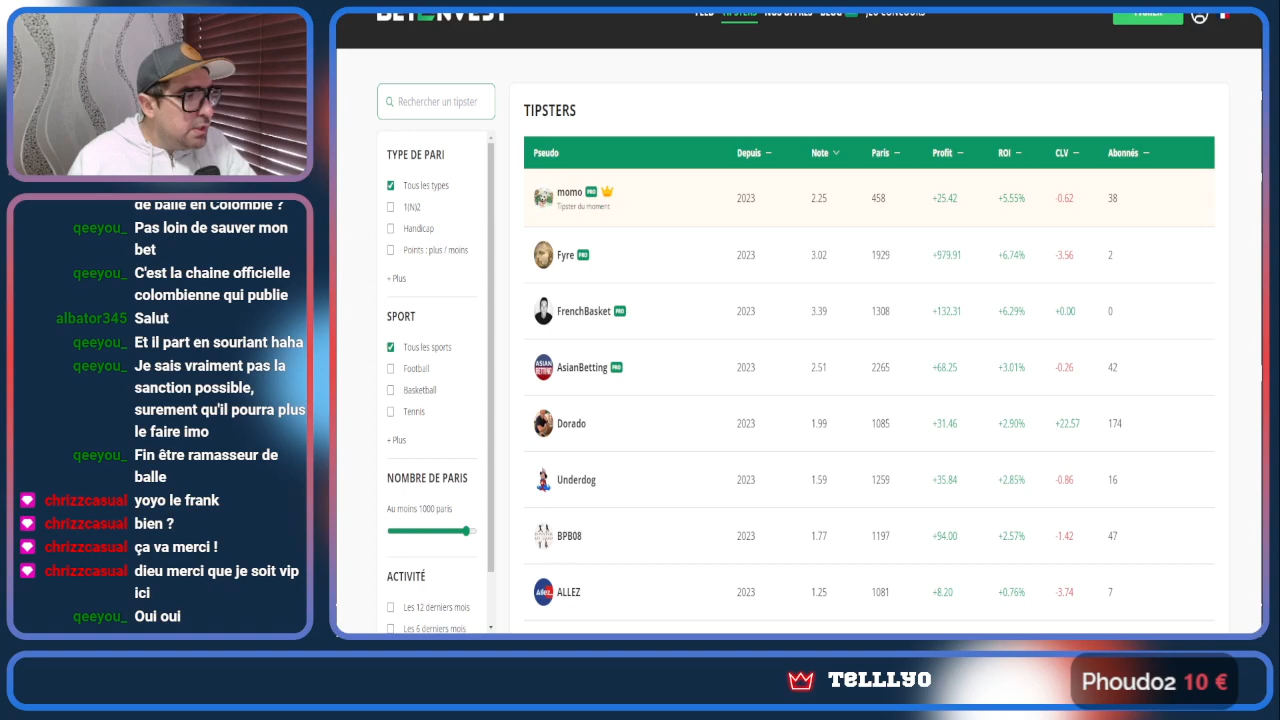 BET2INVEST
FEED TIPSTERS NOS OFFRES BLOG JEU CONCOURS
Rechercher un tipster
TYPE DE PARI
Tous les types
1(N)2
Handicap
Points : plus / moins
+ Plus
SPORT
Tous les sports
Football
Basketball
Tennis
+ Plus
NOMBRE DE PARIS
Au moins 1000 paris
ACTIVITÉ
Les 12 derniers mois
Les 6 derniers mois
TIPSTERS
Pseudo Depuis Note Paris Profit ROI CLV Abonnés
momo PRO 2023 2.25 458 +25.42 +5.55% -0.62 38
Tipster du moment
Fyre PRO 2023 3.02 1929 +979.91 +6.74% -3.56 2
FrenchBasket PRO 2023 3.39 1308 +132.31 +6.29% +0.00 0
AsianBetting PRO 2023 2.51 2265 +68.25 +3.01% -0.26 42
Dorado 2023 1.99 1085 +31.46 +2.90% +22.57 174
Underdog 2023 1.59 1259 +35.84 +2.85% -0.86 16
BPB08 2023 1.77 1197 +94.00 +2.57% -1.42 47
ALLEZ 2023 1.25 1081 +8.20 +0.76% -3.74 7
de balle en Colombie ?
qeeyou_ Pas loin de sauver mon
bet
qeeyou_ C'est la chaine officielle
colombienne qui publie
albator345 Salut
qeeyou_ Et il part en souriant haha
qeeyou_ Je sais vraiment pas la
sanction possible,
surement qu'il pourra plus
le faire imo
qeeyou_ Fin être ramasseur de
balle
chrizzcasual yoyo le frank
chrizzcasual bien ?
chrizzcasual ça va merci !
chrizzcasual dieu merci que je soit vip
ici
qeeyou_ Oui oui
TELLLYO
Phoudo2 10 €